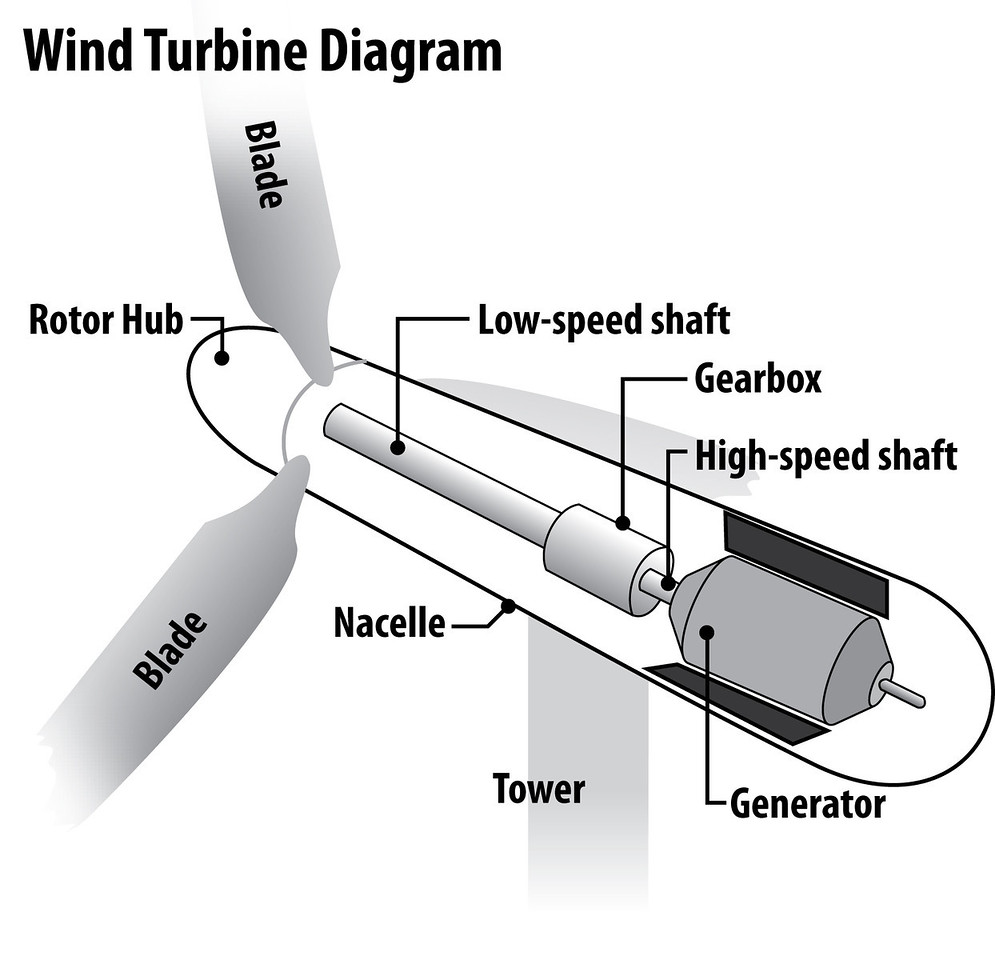 Wind Turbine Diagram
Blade
Rotor Hub
Low-speed shaft
Gearbox
High-speed shaft
Nacelle
Blade
Tower
Generator